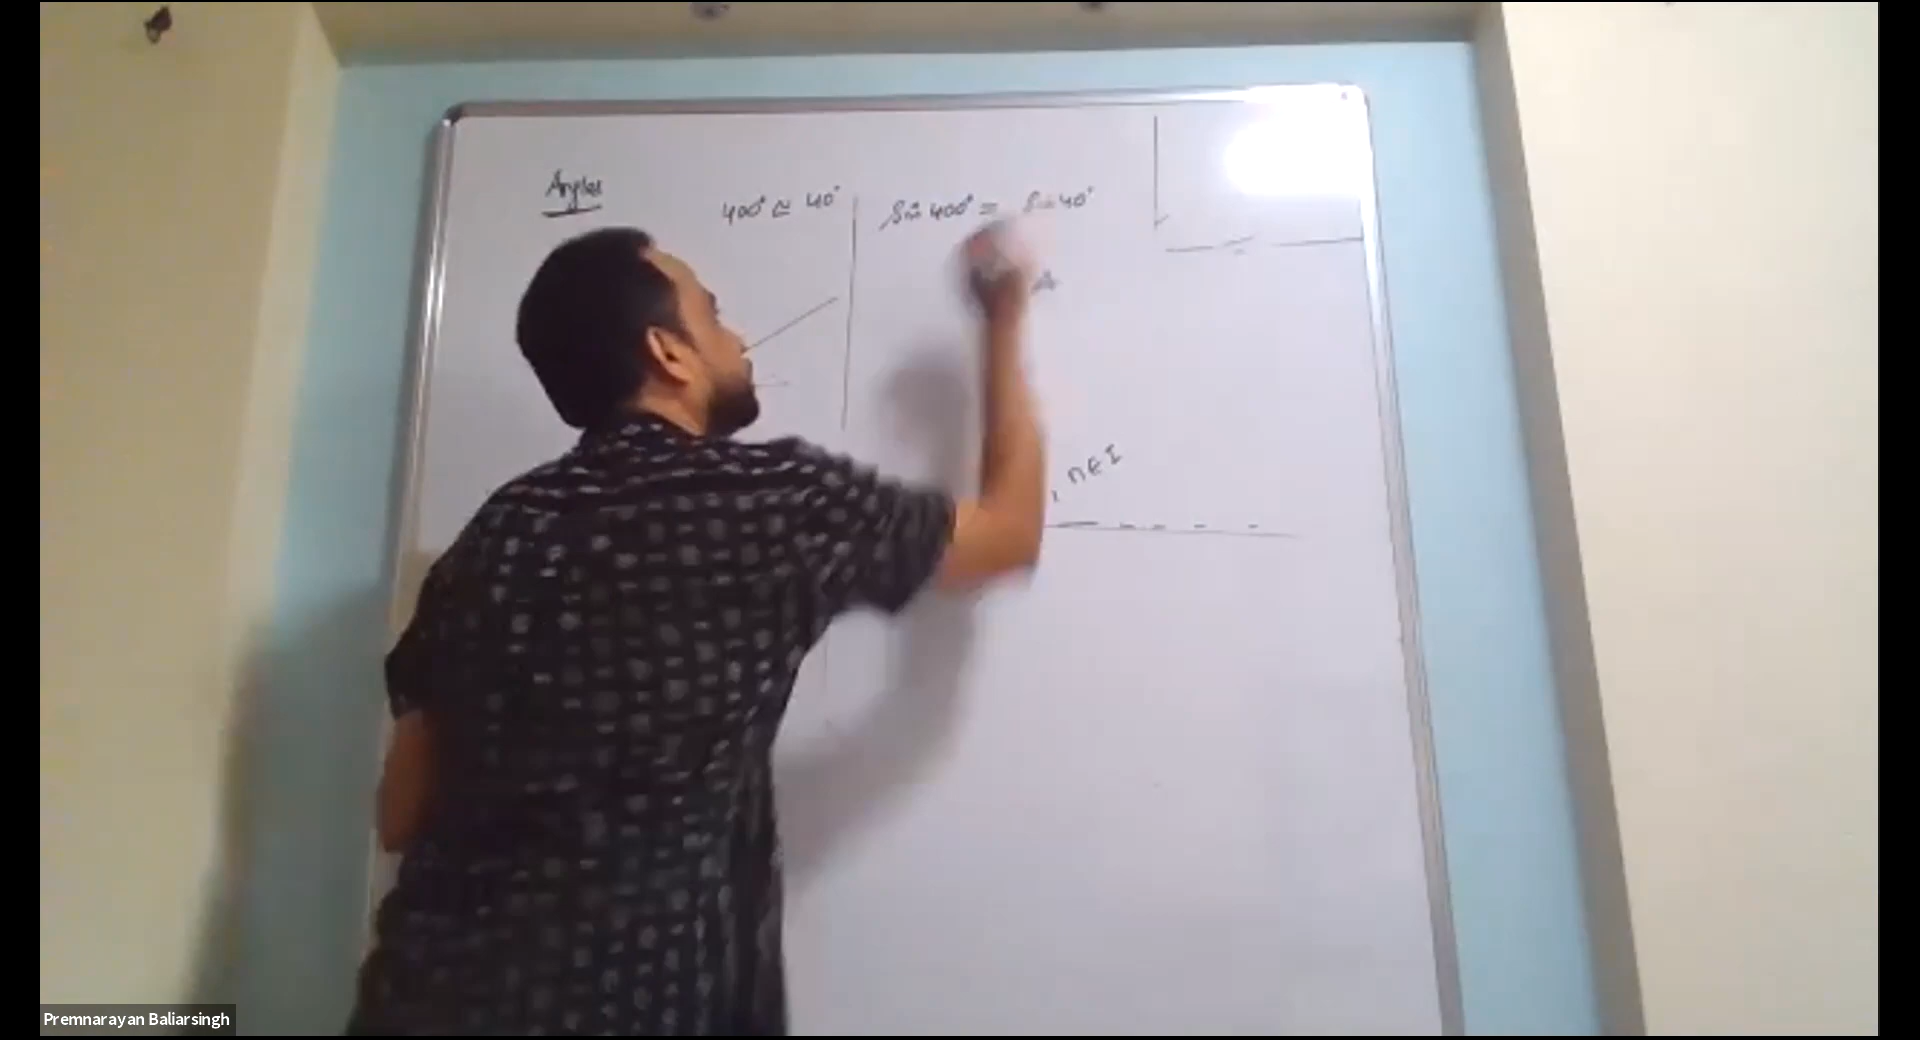 Angles
400° ≃ 40°
Sin 400° = Sin 40°
, n ∈ I
Premnarayan Baliarsingh